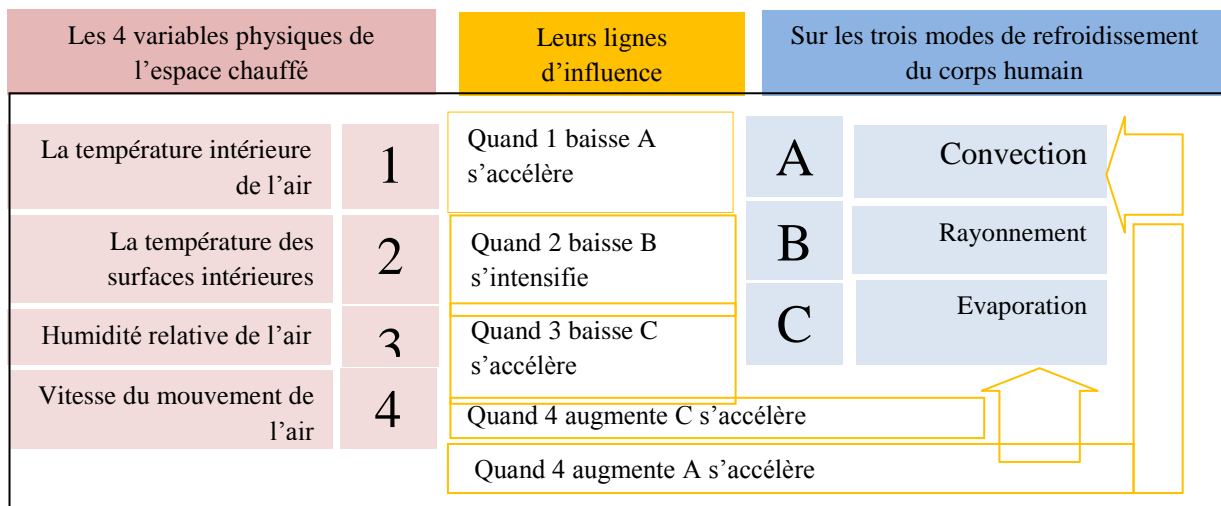 Les 4 variables physiques de
l’espace chauffé
Leurs lignes
d’influence
Sur les trois modes de refroidissement
du corps humain
La température intérieure
de l’air
1
Quand 1 baisse A
s’accélère
A
Convection
La température des
surfaces intérieures
2
Quand 2 baisse B
s’intensifie
B
Rayonnement
Humidité relative de l’air
3
Quand 3 baisse C
s’accélère
C
Evaporation
Vitesse du mouvement de
l’air
4
Quand 4 augmente C s’accélère
Quand 4 augmente A s’accélère